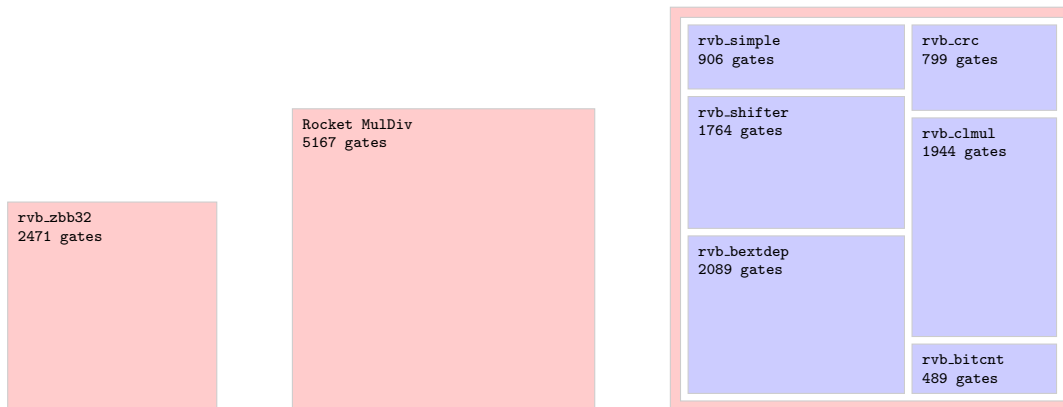 rvb_zbb32
2471 gates
Rocket MulDiv
5167 gates
rvb_simple
906 gates
rvb_shifter
1764 gates
rvb_bextdep
2089 gates
rvb_crc
799 gates
rvb_clmul
1944 gates
rvb_bitcnt
489 gates